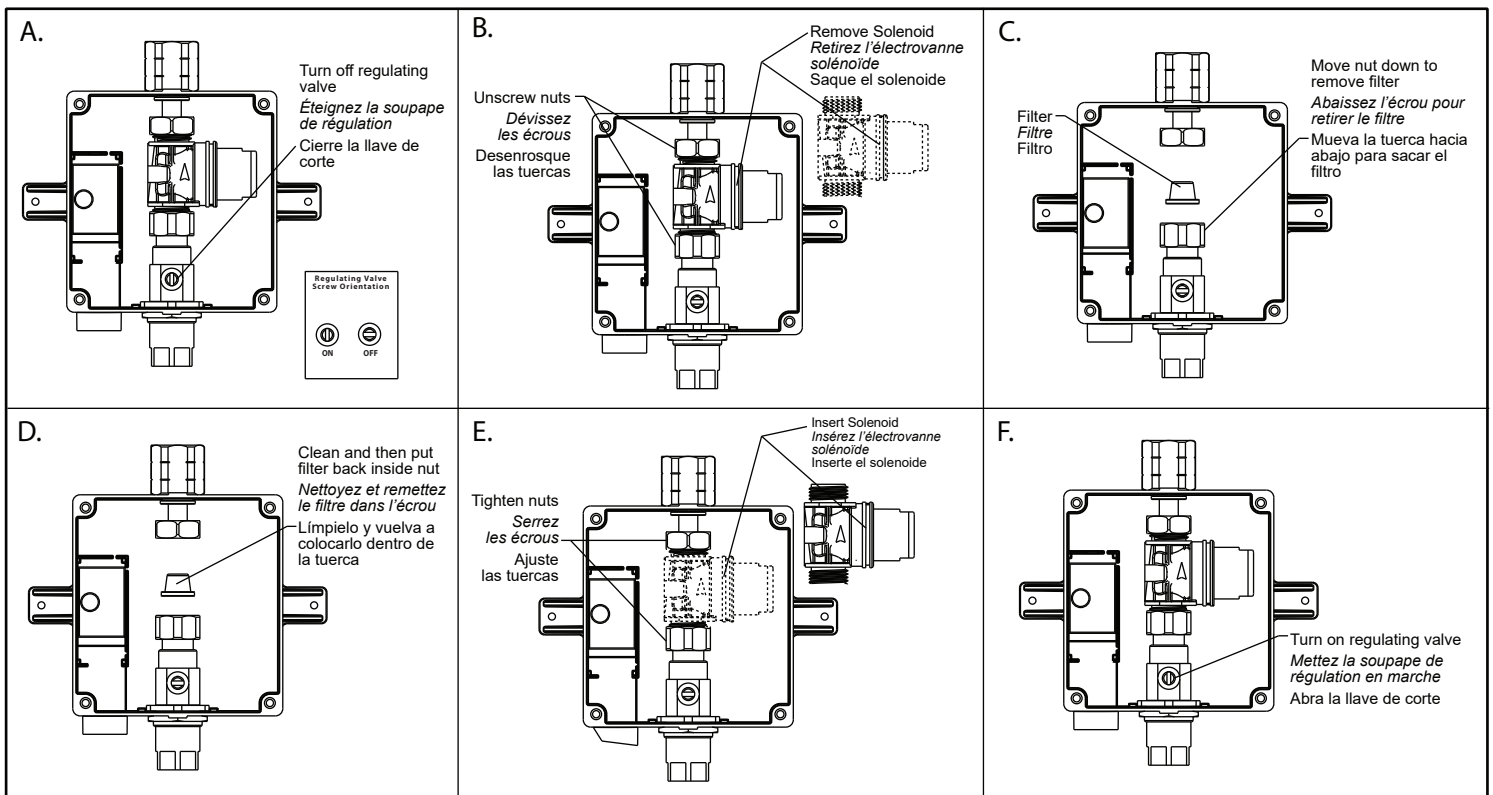 A.
Turn off regulating
valve
Éteignez la soupape
de régulation
Cierre la llave de
corte
Regulating Valve
Screw Orientation
ON
OFF
B.
Remove Solenoid
Retirez l'électrovanne
solénoïde
Saque el solenoide
Unscrew nuts
Dévissez
les écrous
Desenrosque
las tuercas
C.
Move nut down to
remove filter
Abaissez l'écrou pour
retirer le filtre
Mueva la tuerca hacia
abajo para sacar el
filtro
Filter
Filtre
Filtro
D.
Clean and then put
filter back inside nut
Nettoyez et remettez
le filtre dans l'écrou
Límpielo y vuelva a
colocarlo dentro de
la tuerca
E.
Insert Solenoid
Insérez l'électrovanne
solénoïde
Inserte el solenoide
Tighten nuts
Serrez
les écrous
Ajuste
las tuercas
F.
Turn on regulating valve
Mettez la soupape de
régulation en marche
Abra la llave de corte